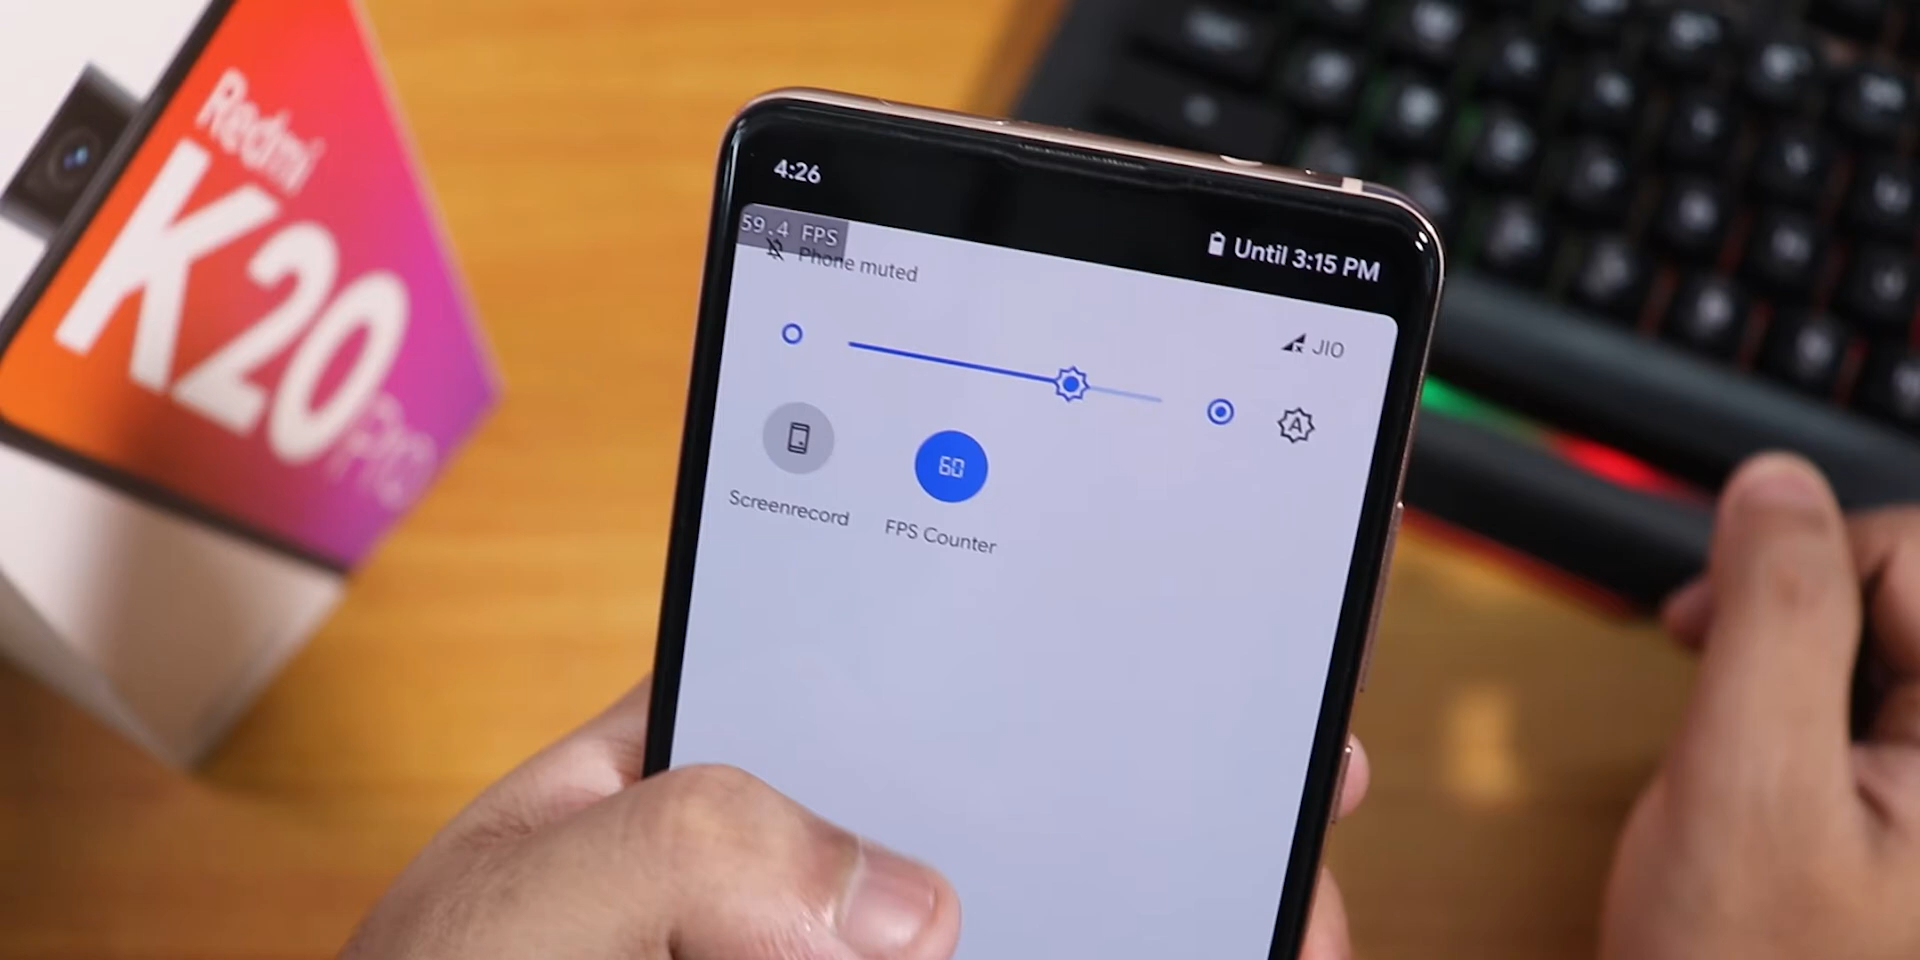 Redmi
K20
Pro
4:26
59.4 FPS
Until 3:15 PM
Phone muted
JIO
A
60
Screenrecord
FPS Counter